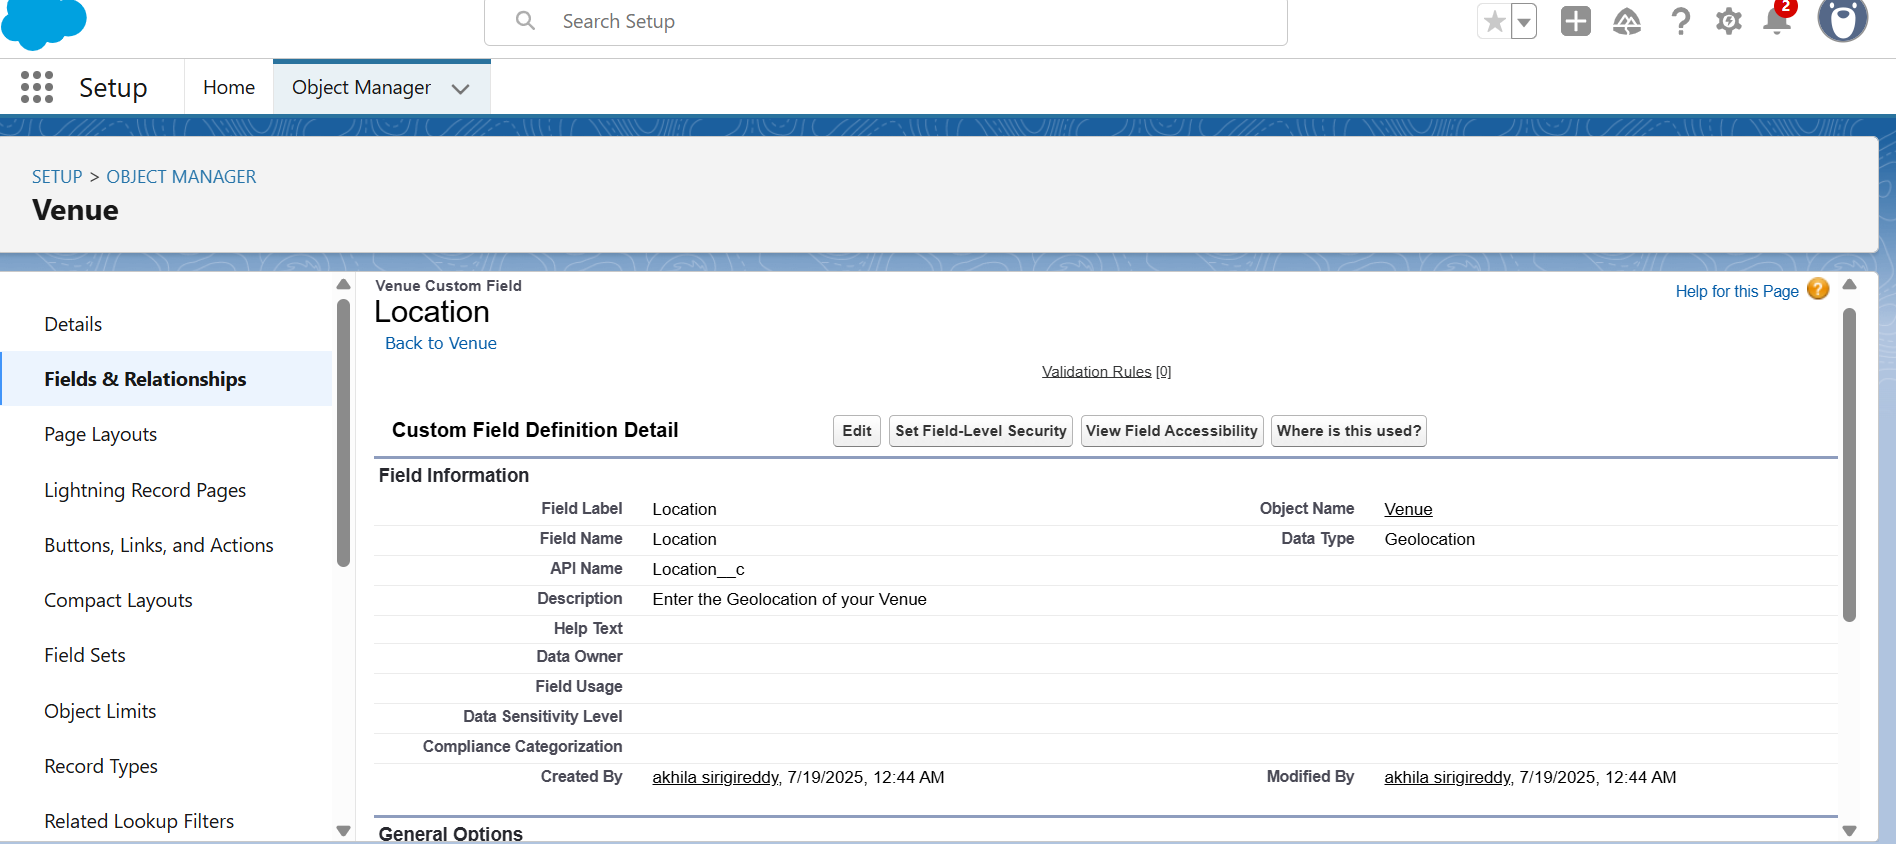 Search Setup
2
Setup
Home
Object Manager
SETUP > OBJECT MANAGER
Venue
Details
Fields & Relationships
Page Layouts
Lightning Record Pages
Buttons, Links, and Actions
Compact Layouts
Field Sets
Object Limits
Record Types
Related Lookup Filters
Venue Custom Field
Location
Help for this Page ?
Back to Venue
Validation Rules [0]
Custom Field Definition Detail
Edit
Set Field-Level Security
View Field Accessibility
Where is this used?
Field Information
Field Label Location Object Name Venue
Field Name Location Data Type Geolocation
API Name Location__c
Description Enter the Geolocation of your Venue
Help Text
Data Owner
Field Usage
Data Sensitivity Level
Compliance Categorization
Created By akhila sirigireddy, 7/19/2025, 12:44 AM Modified By akhila sirigireddy, 7/19/2025, 12:44 AM
General Options